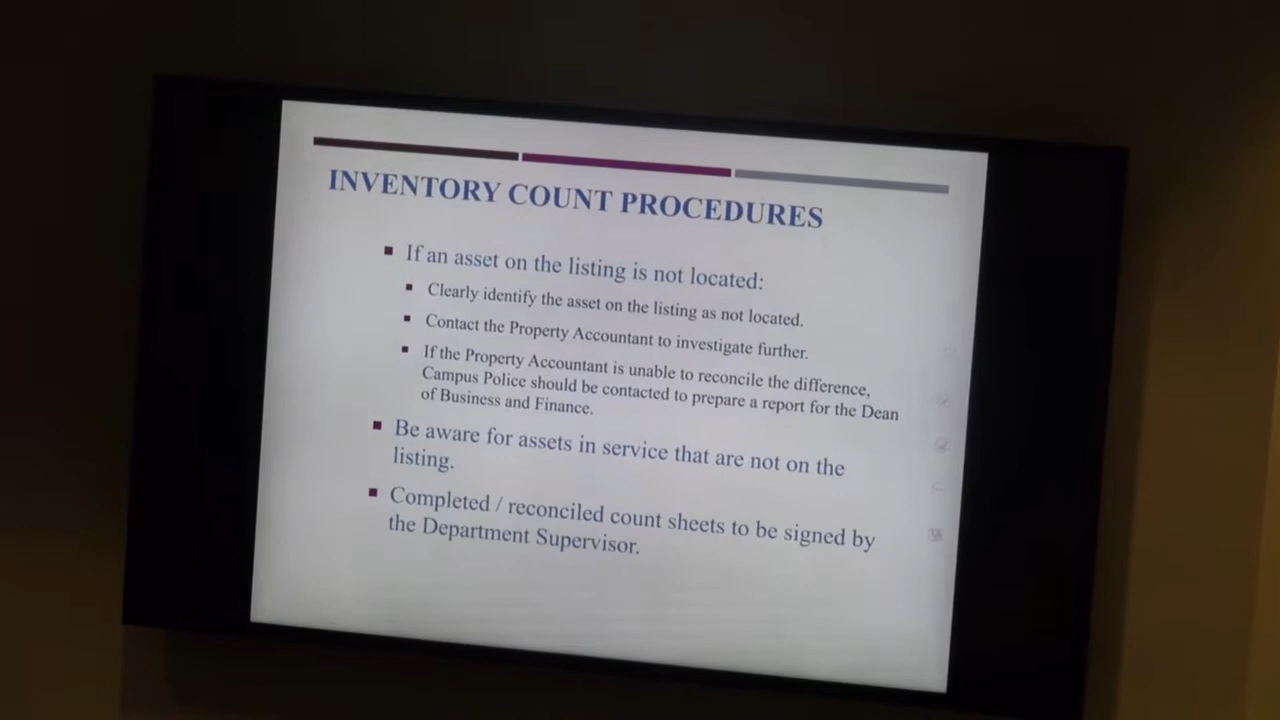 INVENTORY COUNT PROCEDURES
If an asset on the listing is not located:
Clearly identify the asset on the listing as not located.
Contact the Property Accountant to investigate further.
If the Property Accountant is unable to reconcile the difference,
Campus Police should be contacted to prepare a report for the Dean
of Business and Finance.
Be aware for assets in service that are not on the
listing.
Completed / reconciled count sheets to be signed by
the Department Supervisor.